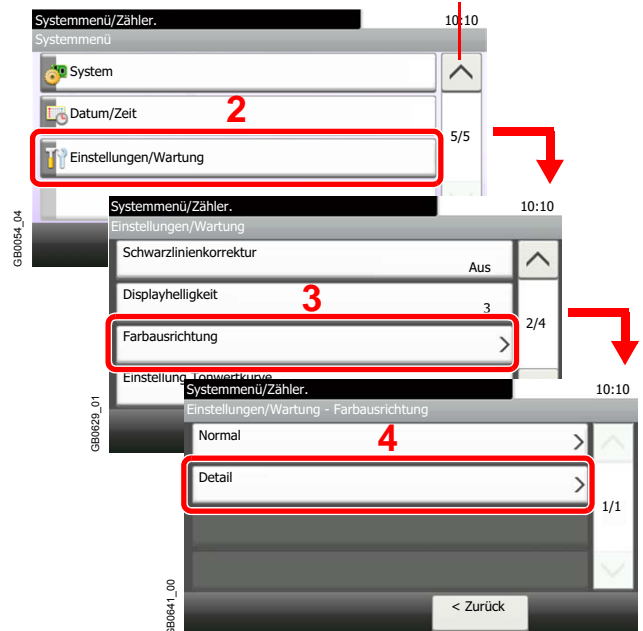 Systemmenü/Zähler. 10:10
Systemmenü
System
Datum/Zeit
2
5/5
Einstellungen/Wartung
GB0054_04
Systemmenü/Zähler. 10:10
Einstellungen/Wartung
Schwarzlinienkorrektur
Aus
Displayhelligkeit
3
3
2/4
Farbausrichtung
Einstellung Tonwertkurve
GB0629_01
Systemmenü/Zähler. 10:10
Einstellungen/Wartung - Farbausrichtung
Normal
4
Detail
1/1
< Zurück
GB0641_00